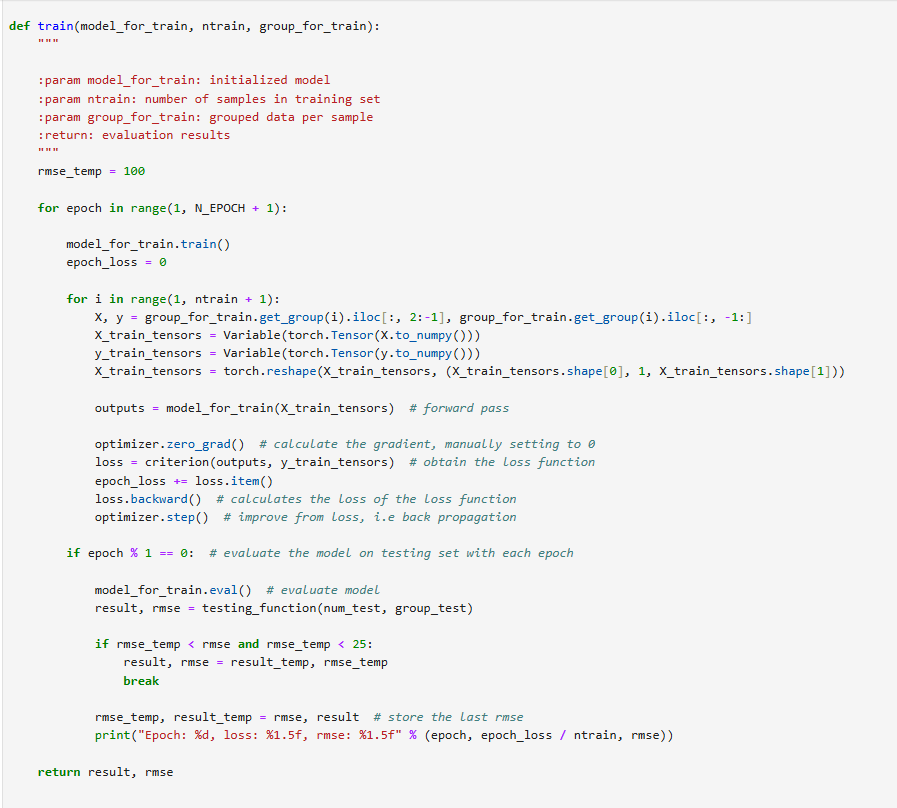 def train(model_for_train, ntrain, group_for_train):
    """

    :param model_for_train: initialized model
    :param ntrain: number of samples in training set
    :param group_for_train: grouped data per sample
    :return: evaluation results
    """
    rmse_temp = 100

    for epoch in range(1, N_EPOCH + 1):

        model_for_train.train()
        epoch_loss = 0

        for i in range(1, ntrain + 1):
            X, y = group_for_train.get_group(i).iloc[:, 2:-1], group_for_train.get_group(i).iloc[:, -1:]
            X_train_tensors = Variable(torch.Tensor(X.to_numpy()))
            y_train_tensors = Variable(torch.Tensor(y.to_numpy()))
            X_train_tensors = torch.reshape(X_train_tensors, (X_train_tensors.shape[0], 1, X_train_tensors.shape[1]))

            outputs = model_for_train(X_train_tensors)  # forward pass

            optimizer.zero_grad()  # calculate the gradient, manually setting to 0
            loss = criterion(outputs, y_train_tensors)  # obtain the loss function
            epoch_loss += loss.item()
            loss.backward()  # calculates the loss of the loss function
            optimizer.step()  # improve from loss, i.e back propagation

        if epoch % 1 == 0:  # evaluate the model on testing set with each epoch

            model_for_train.eval()  # evaluate model
            result, rmse = testing_function(num_test, group_test)

            if rmse_temp < rmse and rmse_temp < 25:
                result, rmse = result_temp, rmse_temp
                break

            rmse_temp, result_temp = rmse, result  # store the last rmse
            print("Epoch: %d, loss: %1.5f, rmse: %1.5f" % (epoch, epoch_loss / ntrain, rmse))

    return result, rmse